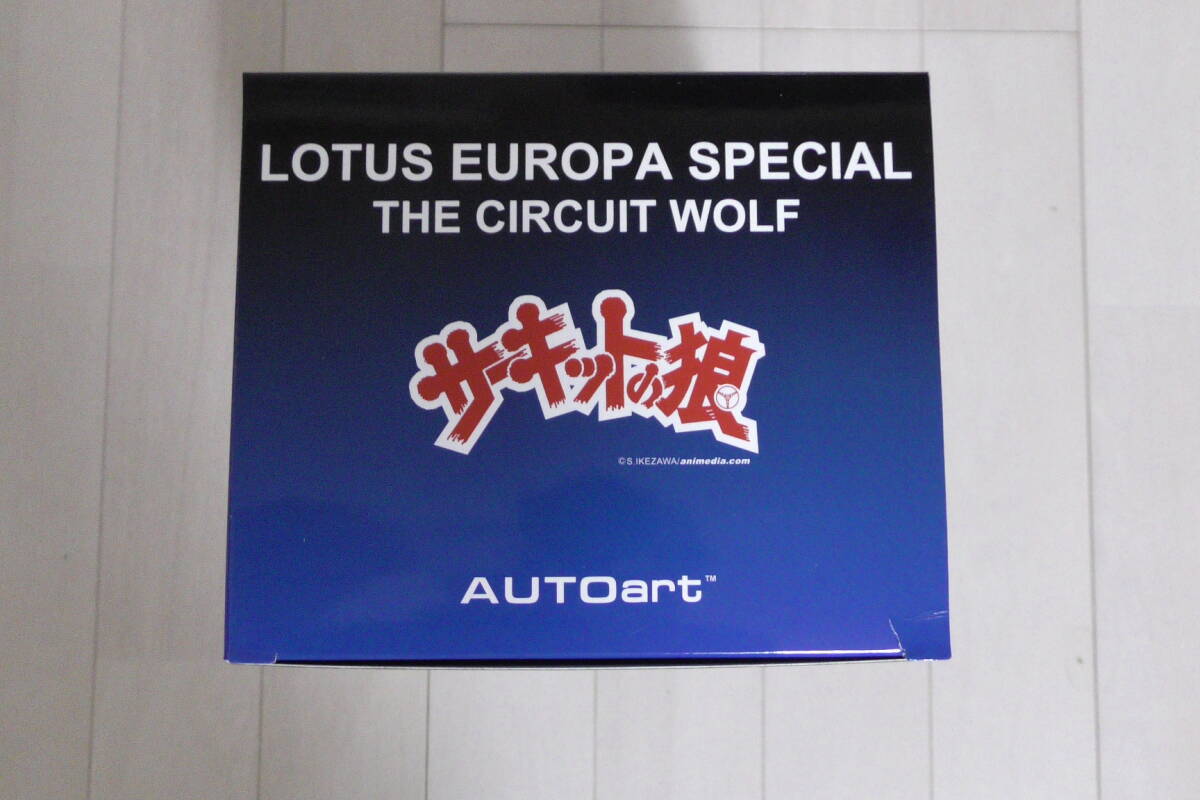 LOTUS EUROPA SPECIAL
THE CIRCUIT WOLF
サーキットの狼
©S.IKEZAWA/animedia.com
AUTOart™